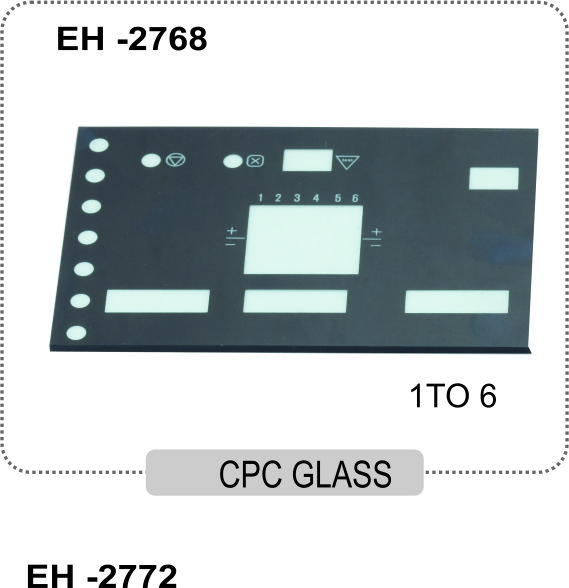 EH -2768
1 2 3 4 5 6
+
−
+
−
1TO 6
CPC GLASS
EH -2772